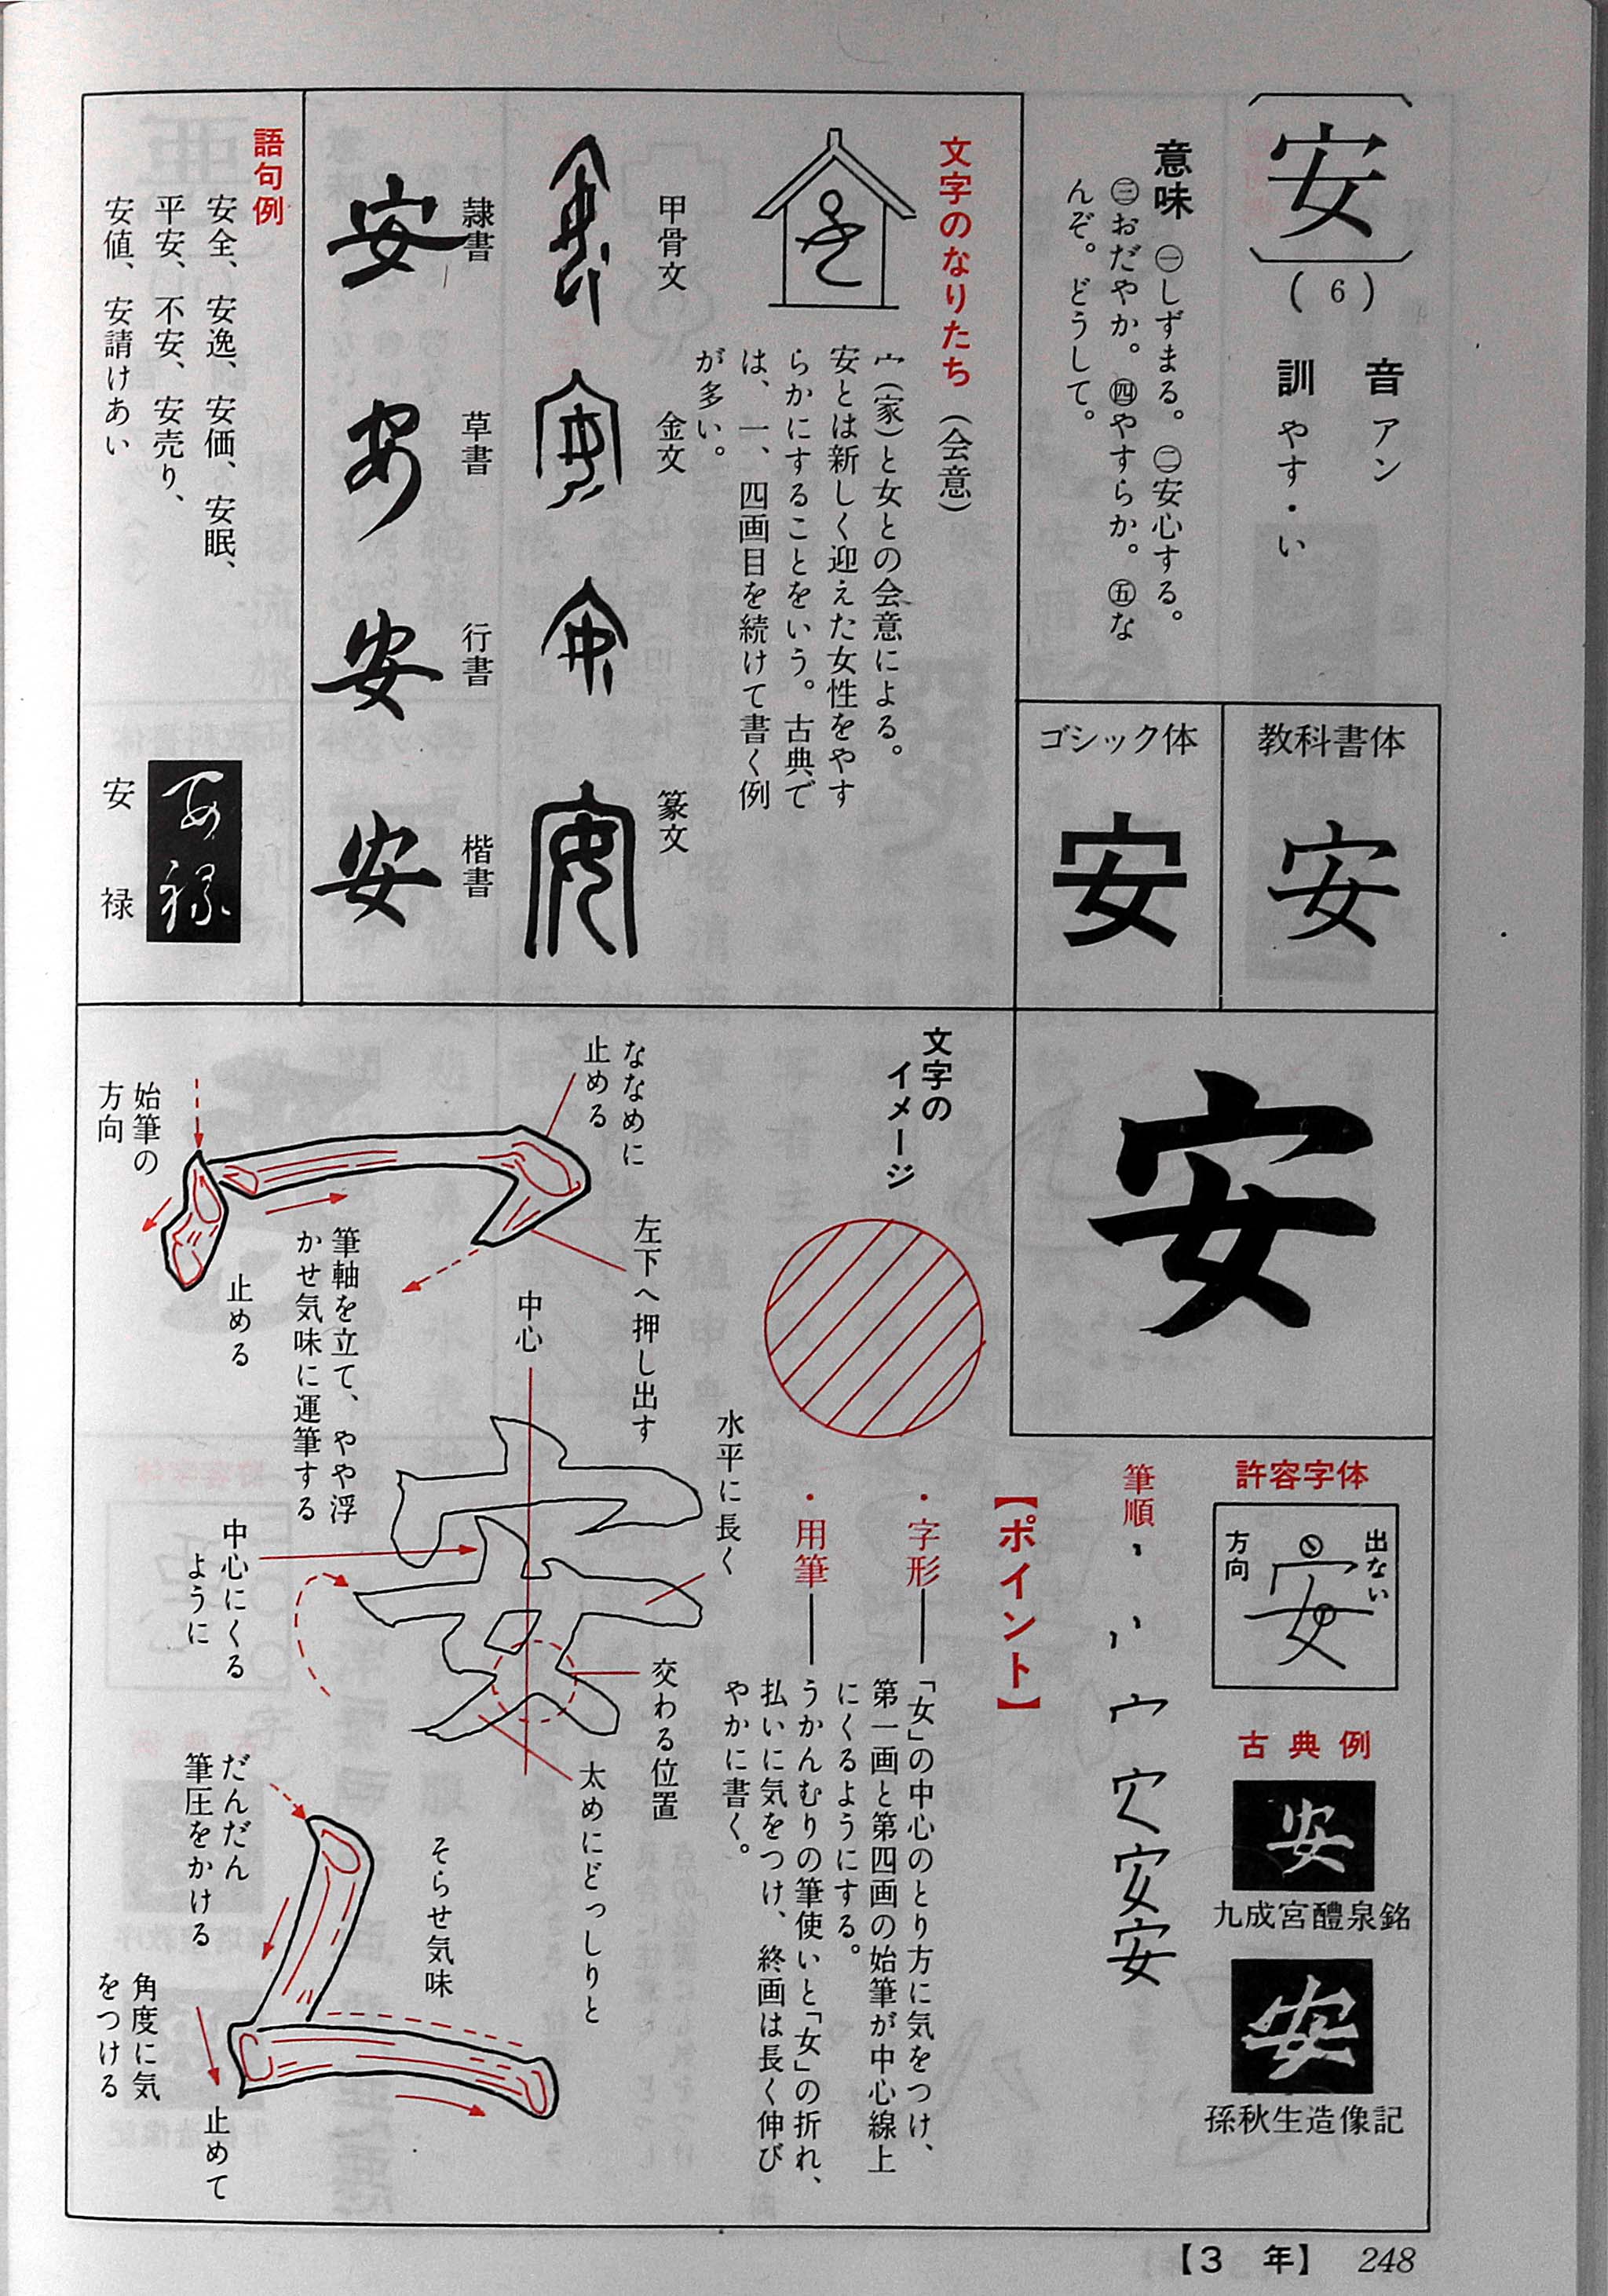 安
(6)
音 アン
訓 やす・い
意味 ㊀しずまる。㊁安心する。
㊂おだやか。㊃やすらか。㊄な
んぞ。どうして。
教科書体
安
ゴシック体
安
文字のなりたち（会意）
宀（家）と女との会意による。
安とは新しく迎えた女性をやす
らかにすることをいう。古典で
は、一、四画目を続けて書く例
が多い。
甲骨文
金文
篆文
隷書
安
草書
安
行書
安
楷書
安
語句例
安全、安逸、安価、安眠、
平安、不安、安売り、
安値、安請けあい
安禄
安禄
安
許容字体
出ない
安
方向
古典例
安
九成宮醴泉銘
安
孫秋生造像記
筆順
安
【ポイント】
・字形──「女」の中心のとり方に気をつけ、
第一画と第四画の始筆が中心線上
にくるようにする。
・用筆──うかんむりの筆使いと「女」の折れ、
払いに気をつけ、終画は長く伸び
やかに書く。
文字の
イメージ
ななめに
止める
左下へ押し出す
始筆の
方向
止める
筆軸を立て、やや浮
かせ気味に運筆する
中心
水平に長く
中心にくる
ように
交わる位置
太めにどっしりと
だんだん
筆圧をかける
そらせ気味
角度に気
をつける
止めて
【3 年】 248